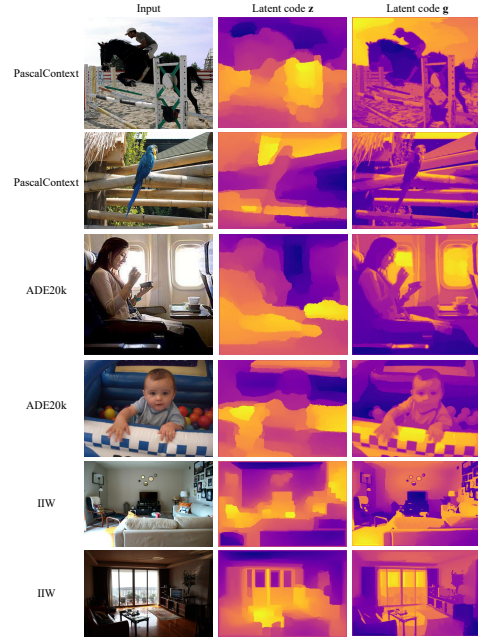 Input Latent code z Latent code g
PascalContext
PascalContext
ADE20k
ADE20k
IIW
IIW